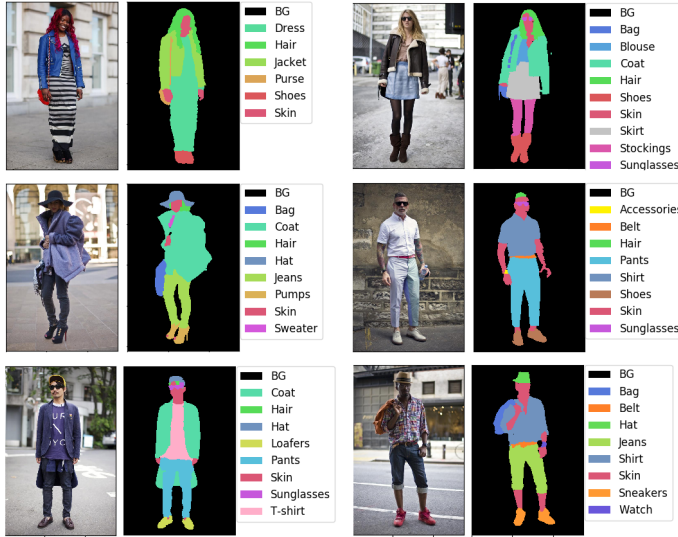 BG
Dress
Hair
Jacket
Purse
Shoes
Skin
BG
Bag
Blouse
Coat
Hair
Shoes
Skin
Skirt
Stockings
Sunglasses
BG
Bag
Coat
Hair
Hat
Jeans
Pumps
Skin
Sweater
BG
Accessories
Belt
Hair
Pants
Shirt
Shoes
Skin
Sunglasses
BG
Coat
Hair
Hat
Loafers
Pants
Skin
Sunglasses
T-shirt
BG
Bag
Belt
Hat
Jeans
Shirt
Skin
Sneakers
Watch